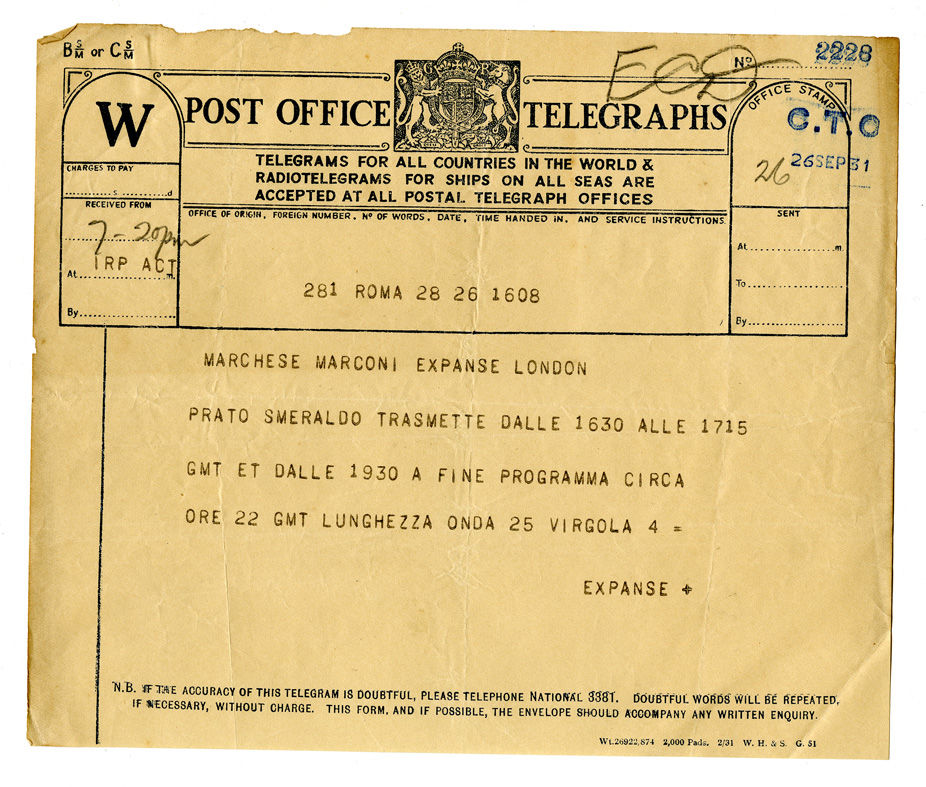 B S/M or C S/M
ECD
No 2228
W
POST OFFICE TELEGRAPHS
OFFICE STAMP
C.T.O
26SEP31
26
TELEGRAMS FOR ALL COUNTRIES IN THE WORLD &
RADIOTELEGRAMS FOR SHIPS ON ALL SEAS ARE
ACCEPTED AT ALL POSTAL TELEGRAPH OFFICES
CHARGES TO PAY
s d
RECEIVED FROM
7-20pm
IRP ACT
At m
By
OFFICE OF ORIGIN, FOREIGN NUMBER, No OF WORDS, DATE, TIME HANDED IN, AND SERVICE INSTRUCTIONS.
SENT
At m
To
By
281 ROMA 28 26 1608
MARCHESE MARCONI EXPANSE LONDON
PRATO SMERALDO TRASMETTE DALLE 1630 ALLE 1715
GMT ET DALLE 1930 A FINE PROGRAMMA CIRCA
ORE 22 GMT LUNGHEZZA ONDA 25 VIRGOLA 4 =
EXPANSE +
N.B. IF THE ACCURACY OF THIS TELEGRAM IS DOUBTFUL, PLEASE TELEPHONE NATIONAL 3381. DOUBTFUL WORDS WILL BE REPEATED,
IF NECESSARY, WITHOUT CHARGE. THIS FORM, AND IF POSSIBLE, THE ENVELOPE SHOULD ACCOMPANY ANY WRITTEN ENQUIRY.
Wt.26922,874 2,000 Pads. 2/31 W. H. & S. G. 51